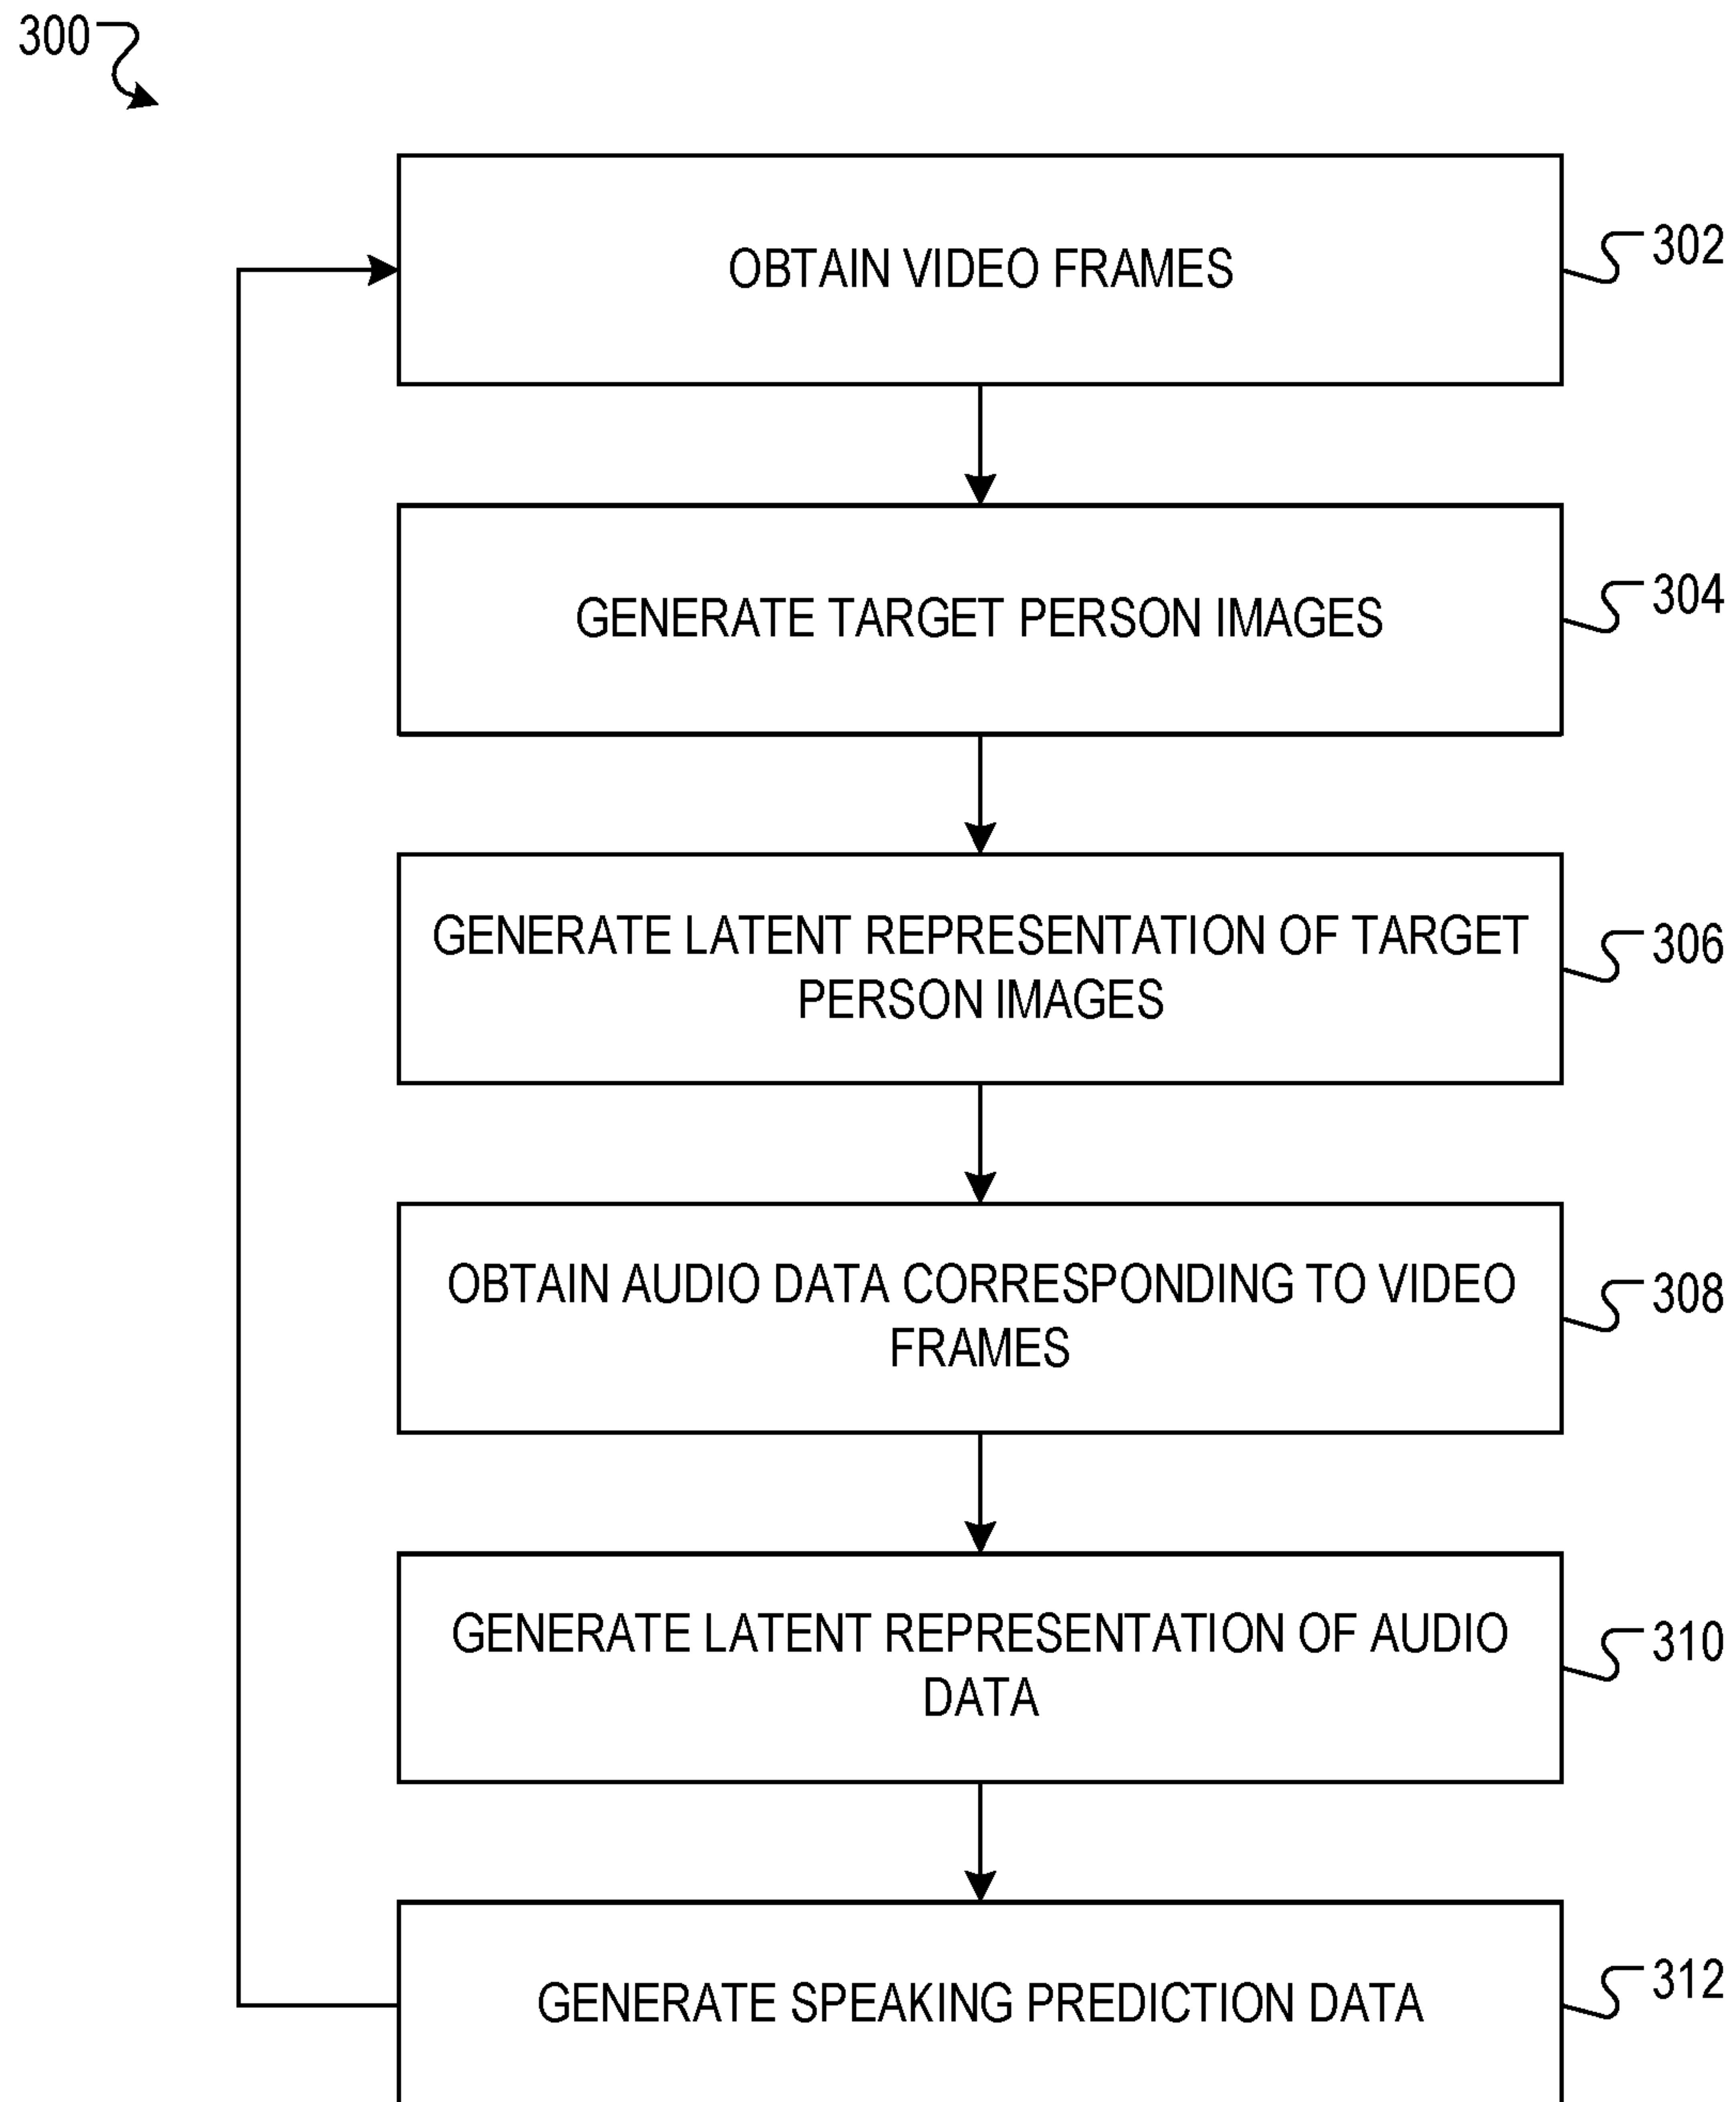 300
OBTAIN VIDEO FRAMES
302
GENERATE TARGET PERSON IMAGES
304
GENERATE LATENT REPRESENTATION OF TARGET
PERSON IMAGES
306
OBTAIN AUDIO DATA CORRESPONDING TO VIDEO
FRAMES
308
GENERATE LATENT REPRESENTATION OF AUDIO
DATA
310
GENERATE SPEAKING PREDICTION DATA
312